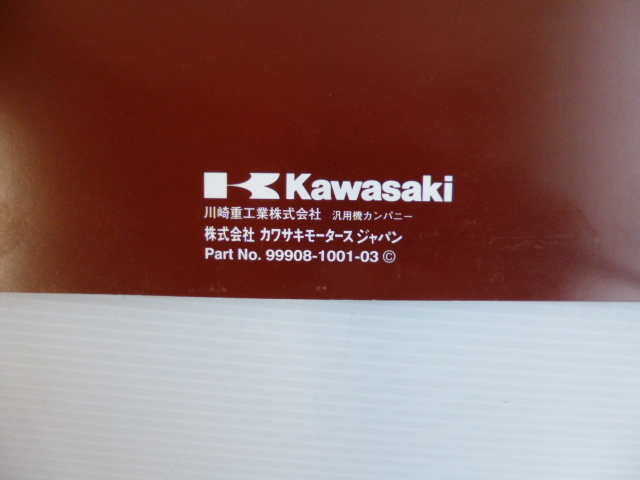 Kawasaki
川崎重工業株式会社 汎用機カンパニー
株式会社 カワサキモータースジャパン
Part No. 99908-1001-03 ©